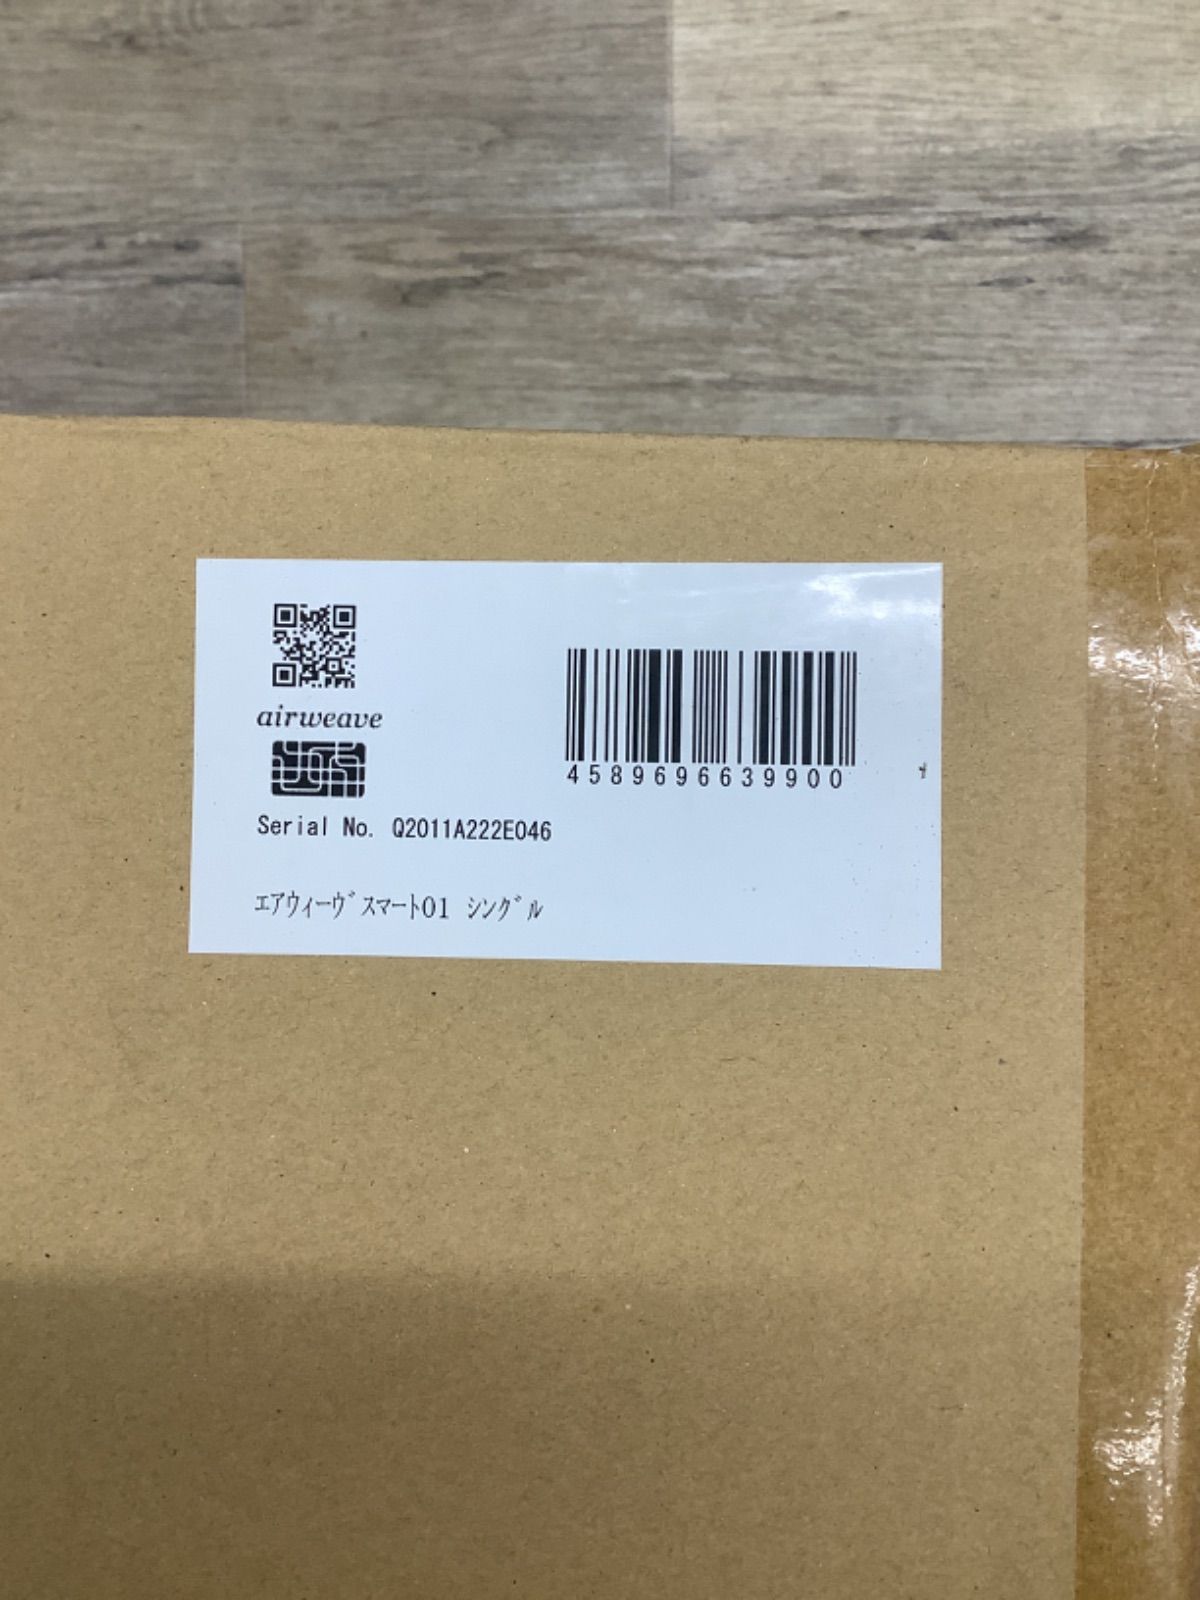 airweave
4589696639900
Serial No. Q2011A222E046
ｴｱｳｨｰｳﾞｽﾏｰﾄ01 ｼﾝｸﾞﾙ